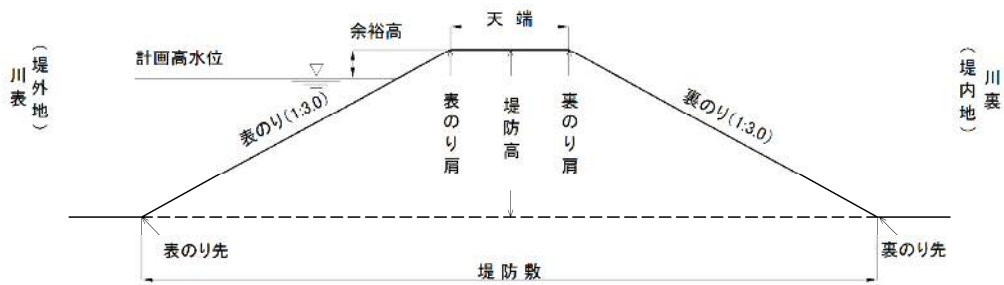 天端
余裕高
計画高水位
川表
(堤外地)
表のり(1:3.0)
表のり肩
堤防高
裏のり肩
裏のり(1:3.0)
(堤内地)
川裏
表のり先
裏のり先
堤防敷